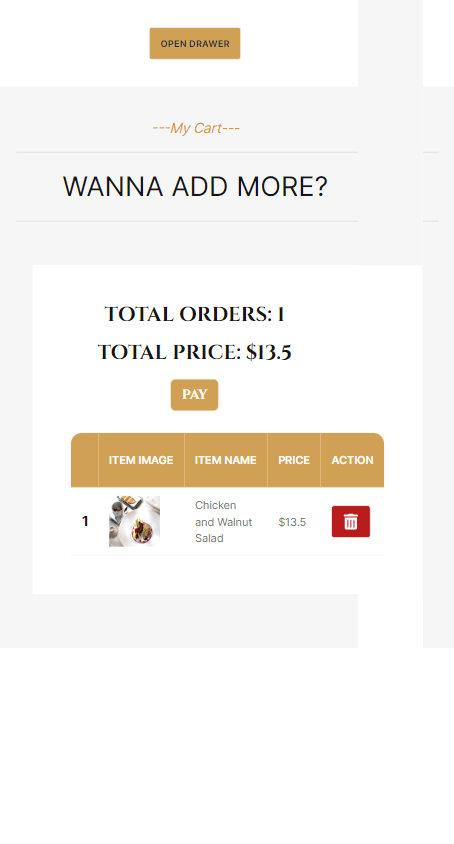 OPEN DRAWER
---My Cart---
WANNA ADD MORE?
TOTAL ORDERS: 1
TOTAL PRICE: $13.5
PAY
ITEM IMAGE ITEM NAME PRICE ACTION
1 Chicken and Walnut Salad $13.5